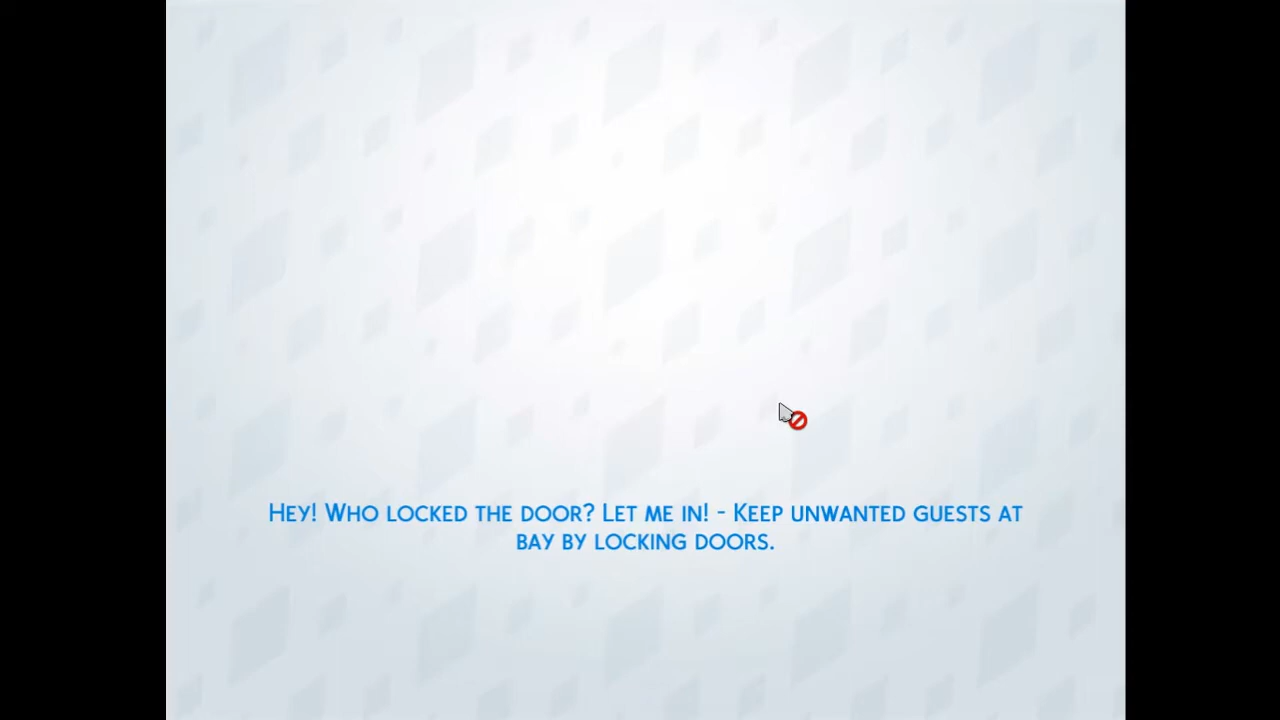 Hey! Who locked the door? Let me in! - Keep unwanted guests at
bay by locking doors.